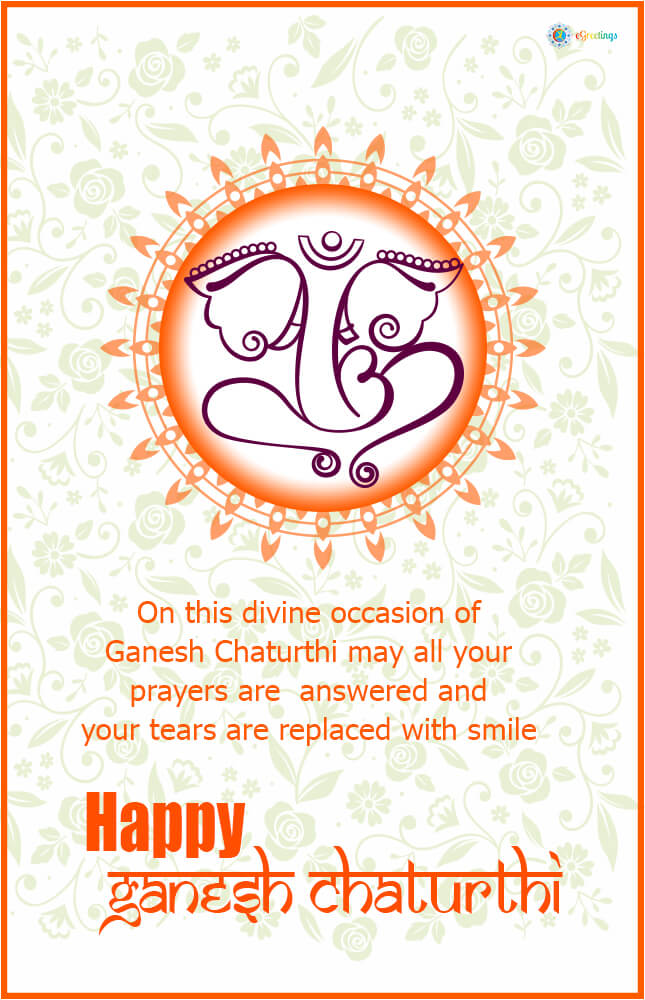 eGreetings
On this divine occasion of
Ganesh Chaturthi may all your
prayers are  answered and
your tears are replaced with smile
Happy
Ganesh Chaturthi